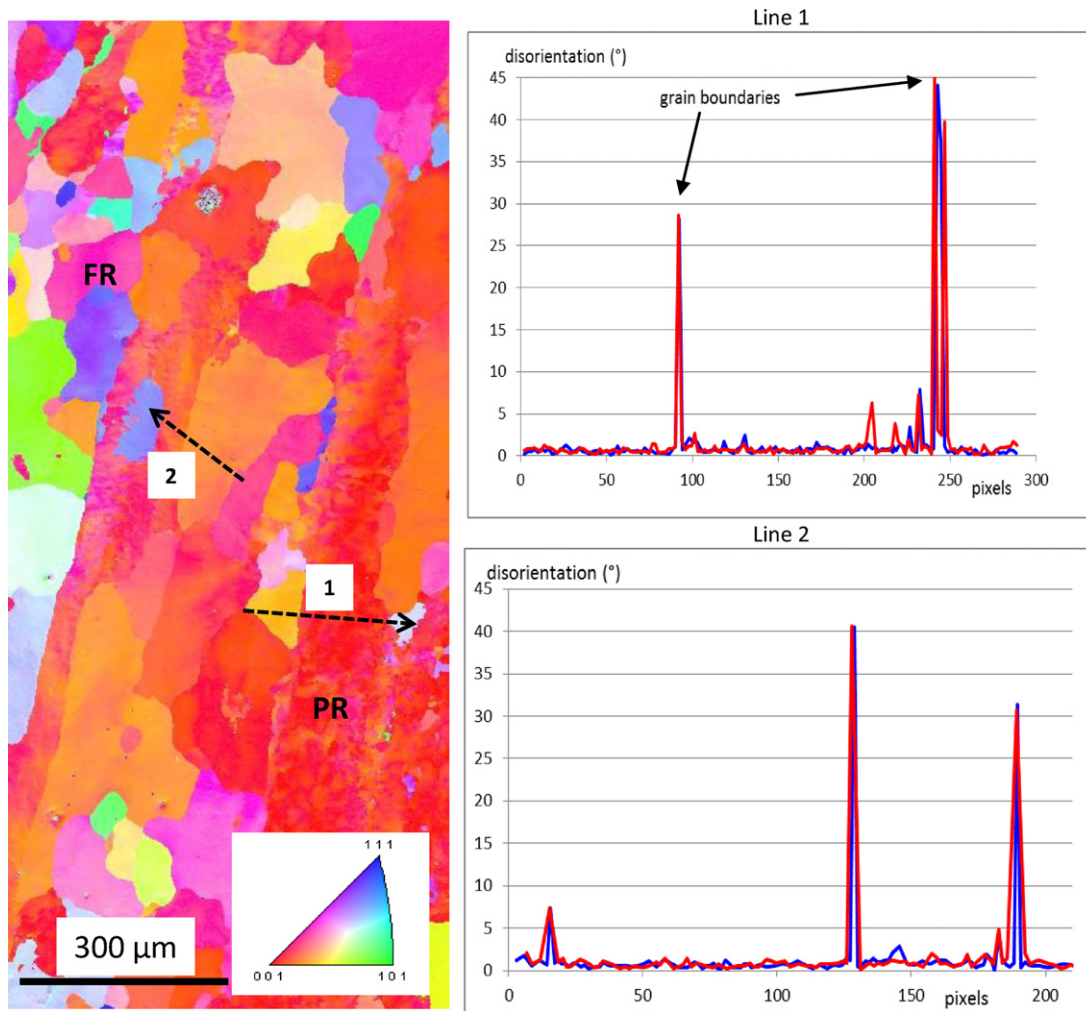 FR
2
1
PR
300 µm
1 1 1
0 0 1
1 0 1
Line 1
disorientation (°)
grain boundaries
45
40
35
30
25
20
15
10
5
0
0 50 100 150 200 250 300
pixels
Line 2
disorientation (°)
45
40
35
30
25
20
15
10
5
0
0 50 100 150 200
pixels